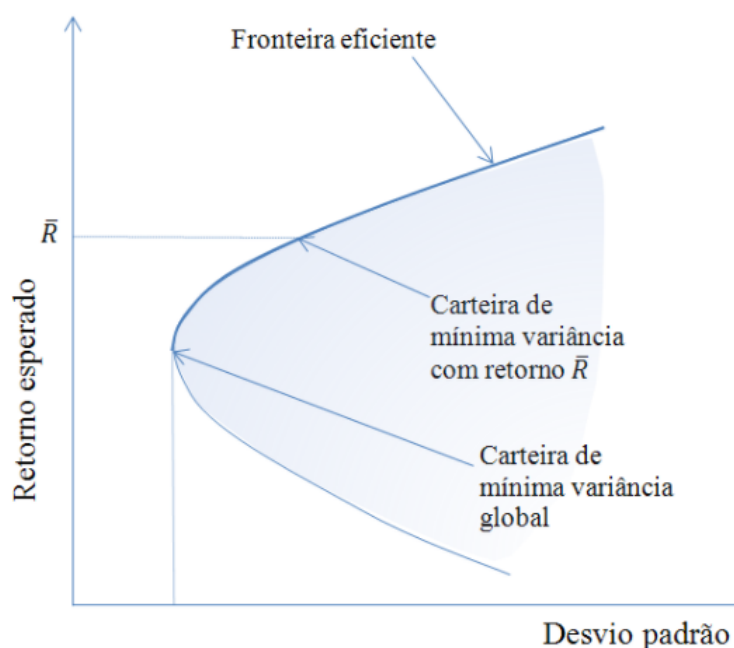 Fronteira eficiente
R̄
Retorno esperado
Carteira de
mínima variância
com retorno R̄
Carteira de
mínima variância
global
Desvio padrão